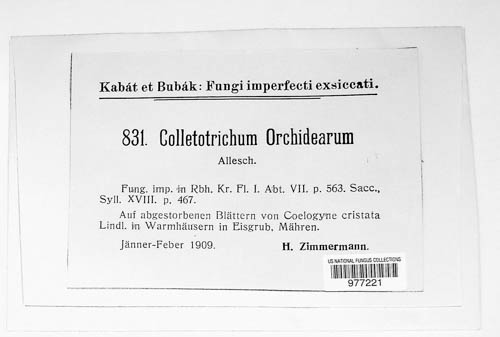 Kabát et Bubák: Fungi imperfecti exsiccati.
831. Colletotrichum Orchidearum
Allesch.
Fung. imp. in Rbh. Kr. Fl. I. Abt. VII. p. 563. Sacc.,
Syll. XVIII. p. 467.
Auf abgestorbenen Blättern von Coelogyne cristata
Lindl. in Warmhäusern in Eisgrub, Mähren.
Jänner-Feber 1909. H. Zimmermann.
US NATIONAL FUNGUS COLLECTIONS
977221